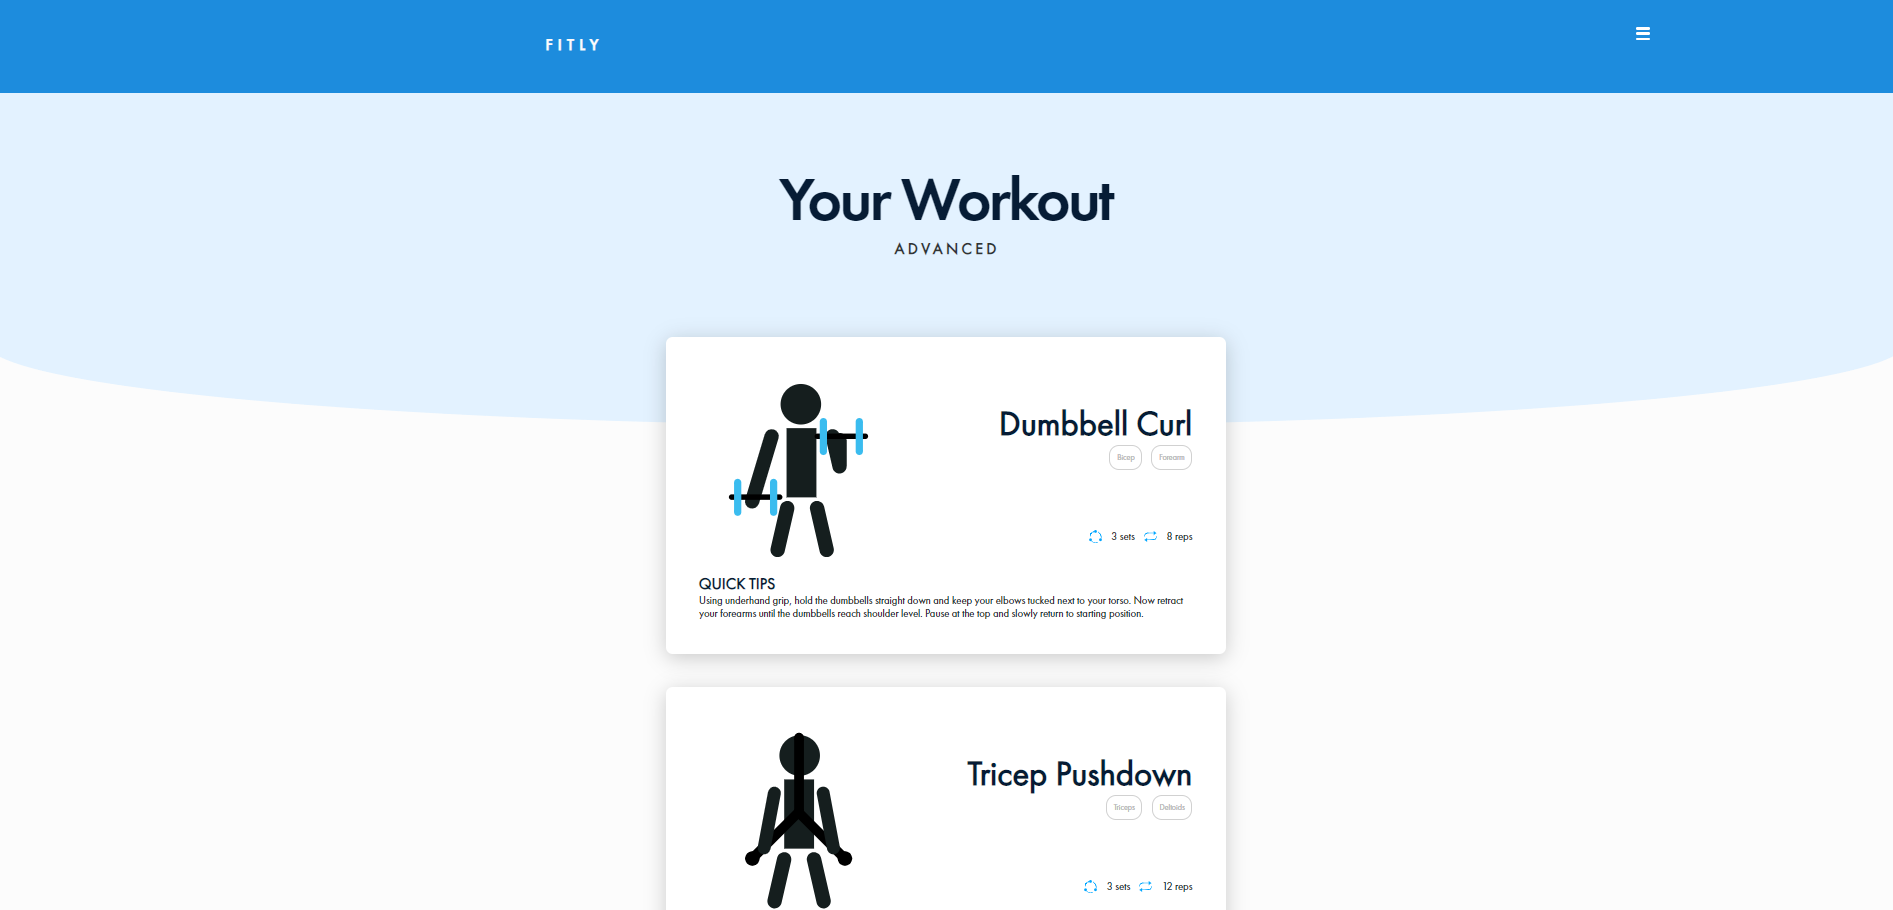 FITLY
Your Workout
ADVANCED
Dumbbell Curl
Bicep Forearm
3 sets 8 reps
QUICK TIPS
Using underhand grip, hold the dumbbells straight down and keep your elbows tucked next to your torso. Now retract
your forearms until the dumbbells reach shoulder level. Pause at the top and slowly return to starting position.
Tricep Pushdown
Triceps Deltoids
3 sets 12 reps